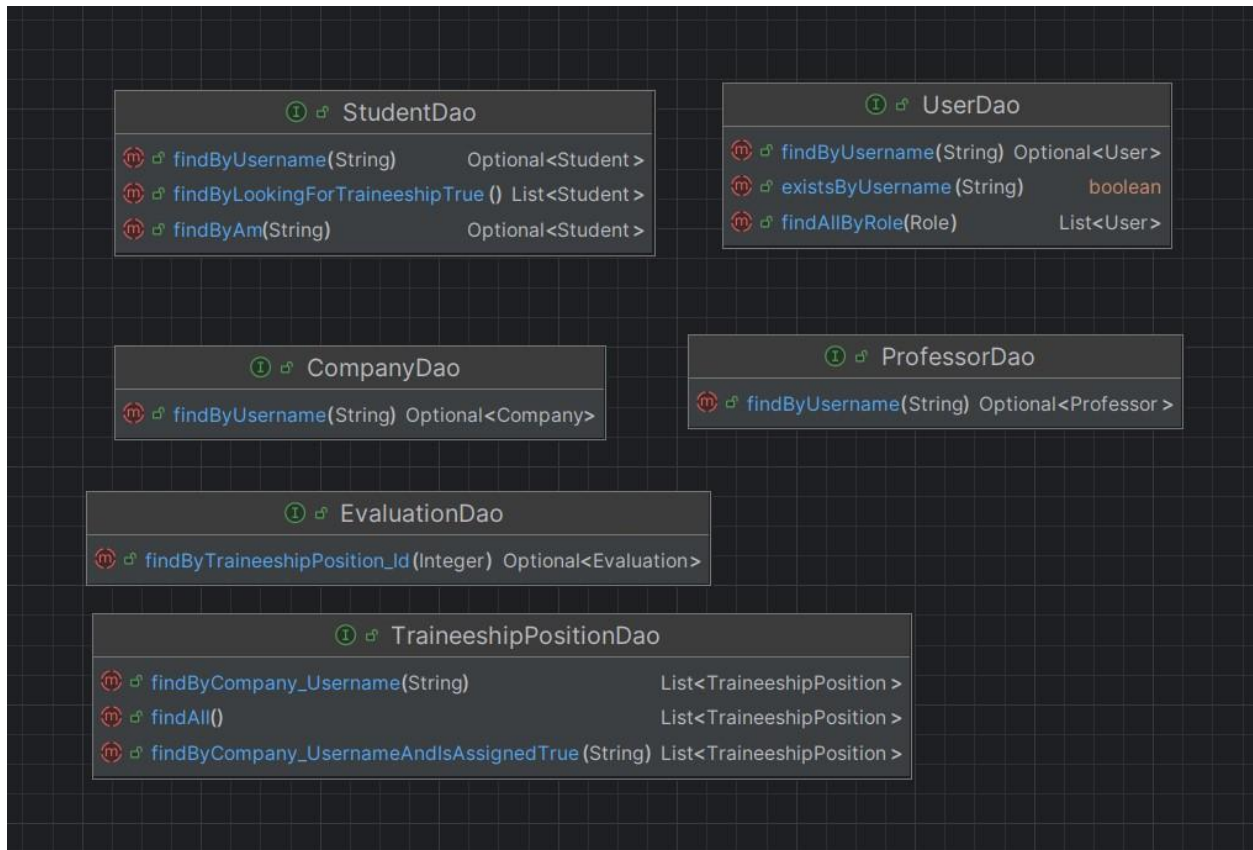 StudentDao
findByUsername(String) Optional<Student>
findByLookingForTraineeshipTrue() List<Student>
findByAm(String) Optional<Student>
UserDao
findByUsername(String) Optional<User>
existsByUsername(String) boolean
findAllByRole(Role) List<User>
CompanyDao
findByUsername(String) Optional<Company>
ProfessorDao
findByUsername(String) Optional<Professor>
EvaluationDao
findByTraineeshipPosition_Id(Integer) Optional<Evaluation>
TraineeshipPositionDao
findByCompany_Username(String) List<TraineeshipPosition>
findAll() List<TraineeshipPosition>
findByCompany_UsernameAndIsAssignedTrue(String) List<TraineeshipPosition>